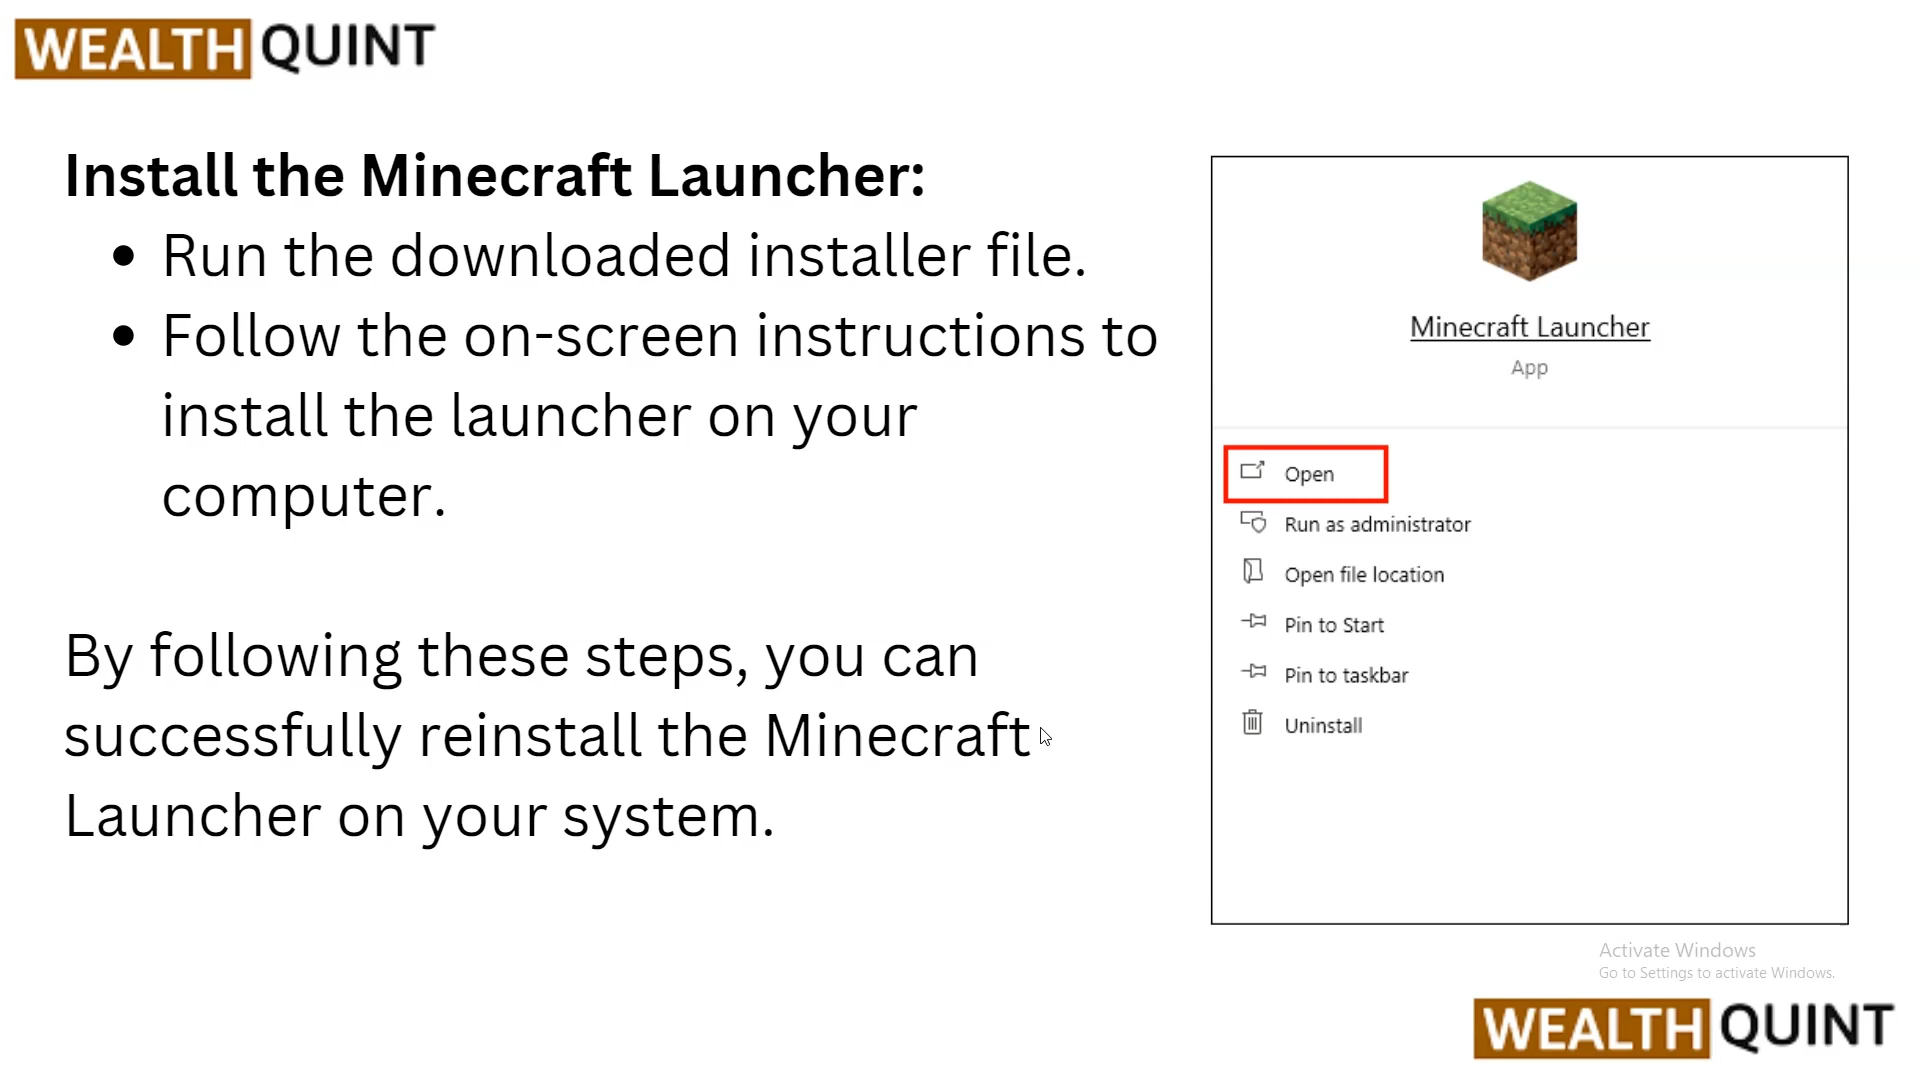 WEALTH QUINT
Install the Minecraft Launcher:
• Run the downloaded installer file.
• Follow the on-screen instructions to
install the launcher on your
computer.
By following these steps, you can
successfully reinstall the Minecraft
Launcher on your system.
Minecraft Launcher
App
Open
Run as administrator
Open file location
Pin to Start
Pin to taskbar
Uninstall
Activate Windows
Go to Settings to activate Windows.
WEALTH QUINT